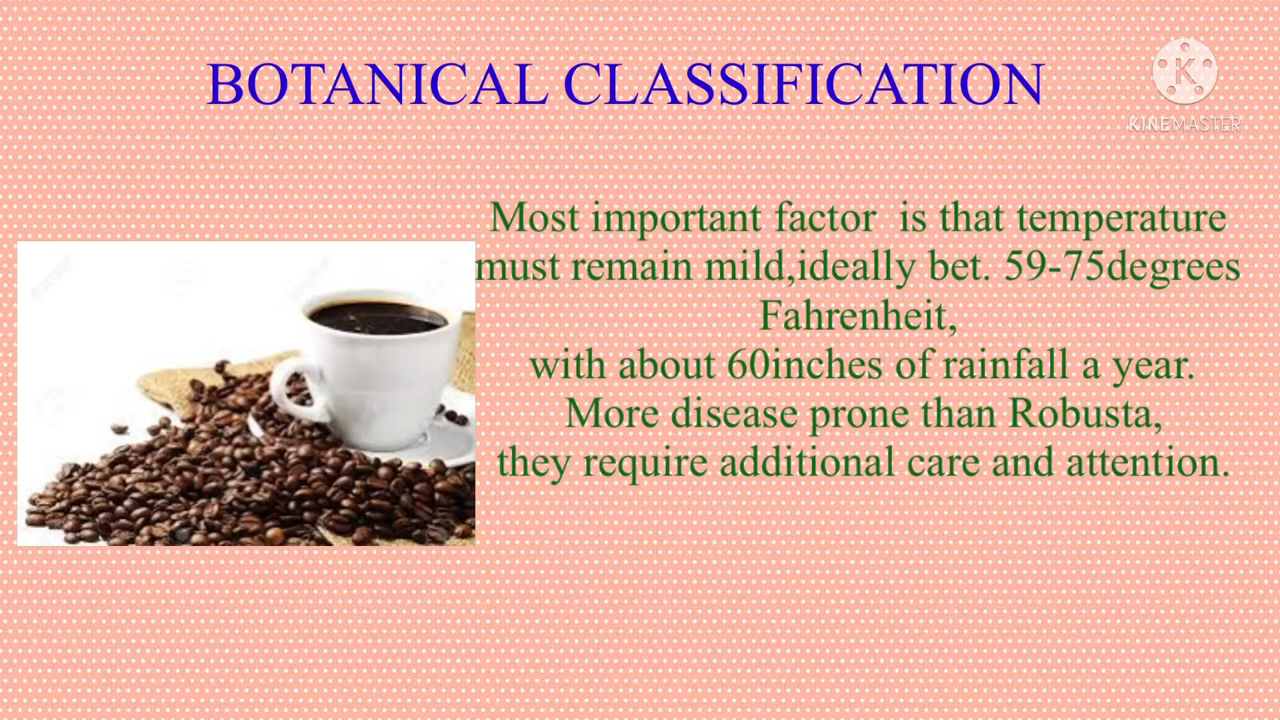 BOTANICAL CLASSIFICATION
K
KINEMASTER
Most important factor  is that temperature
must remain mild,ideally bet. 59-75degrees
Fahrenheit,
with about 60inches of rainfall a year.
More disease prone than Robusta,
they require additional care and attention.